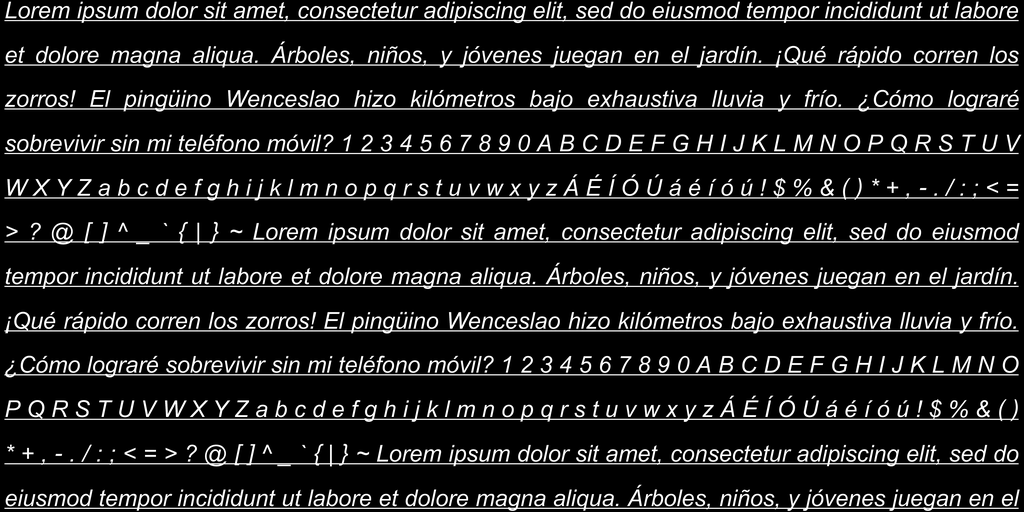 Lorem ipsum dolor sit amet, consectetur adipiscing elit, sed do eiusmod tempor incididunt ut labore
et dolore magna aliqua. Árboles, niños, y jóvenes juegan en el jardín. ¡Qué rápido corren los
zorros! El pingüino Wenceslao hizo kilómetros bajo exhaustiva lluvia y frío. ¿Cómo lograré
sobrevivir sin mi teléfono móvil? 1 2 3 4 5 6 7 8 9 0 A B C D E F G H I J K L M N O P Q R S T U V
W X Y Z a b c d e f g h i j k l m n o p q r s t u v w x y z Á É Í Ó Ú á é í ó ú ! $ % & ( ) * + , - . / : ; < =
> ? @ [ ] ^ _ ` { | } ~ Lorem ipsum dolor sit amet, consectetur adipiscing elit, sed do eiusmod
tempor incididunt ut labore et dolore magna aliqua. Árboles, niños, y jóvenes juegan en el jardín.
¡Qué rápido corren los zorros! El pingüino Wenceslao hizo kilómetros bajo exhaustiva lluvia y frío.
¿Cómo lograré sobrevivir sin mi teléfono móvil? 1 2 3 4 5 6 7 8 9 0 A B C D E F G H I J K L M N O
P Q R S T U V W X Y Z a b c d e f g h i j k l m n o p q r s t u v w x y z Á É Í Ó Ú á é í ó ú ! $ % & ( )
* + , - . / : ; < = > ? @ [ ] ^ _ ` { | } ~ Lorem ipsum dolor sit amet, consectetur adipiscing elit, sed do
eiusmod tempor incididunt ut labore et dolore magna aliqua. Árboles, niños, y jóvenes juegan en el